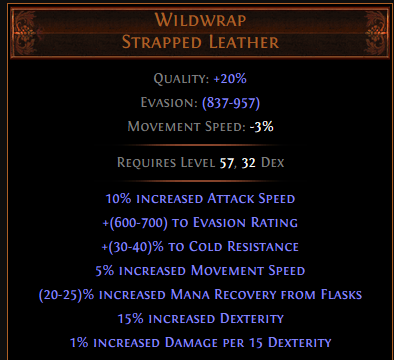 Wildwrap
Strapped Leather
Quality: +20%
Evasion: (837-957)
Movement Speed: -3%
Requires Level 57, 32 Dex
10% increased Attack Speed
+(600-700) to Evasion Rating
+(30-40)% to Cold Resistance
5% increased Movement Speed
(20-25)% increased Mana Recovery from Flasks
15% increased Dexterity
1% increased Damage per 15 Dexterity